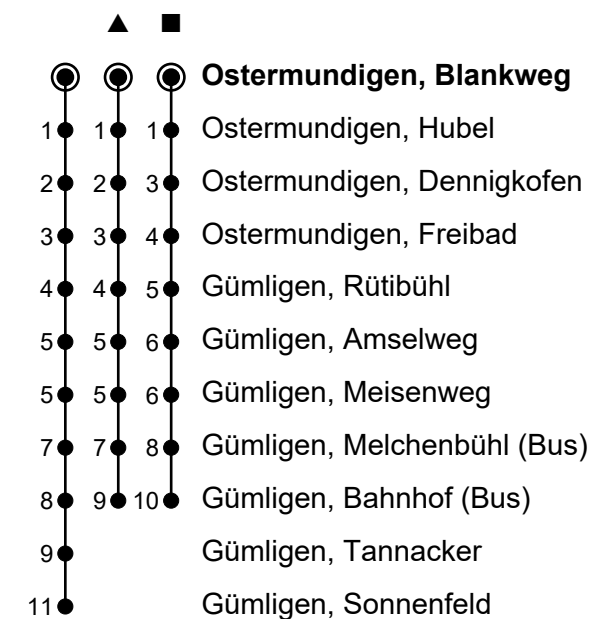 ▲ ■
Ostermundigen, Blankweg
1 1 1 Ostermundigen, Hubel
2 2 3 Ostermundigen, Dennigkofen
3 3 4 Ostermundigen, Freibad
4 4 5 Gümligen, Rütibühl
5 5 6 Gümligen, Amselweg
5 5 6 Gümligen, Meisenweg
7 7 8 Gümligen, Melchenbühl (Bus)
8 9 10 Gümligen, Bahnhof (Bus)
9 Gümligen, Tannacker
11 Gümligen, Sonnenfeld